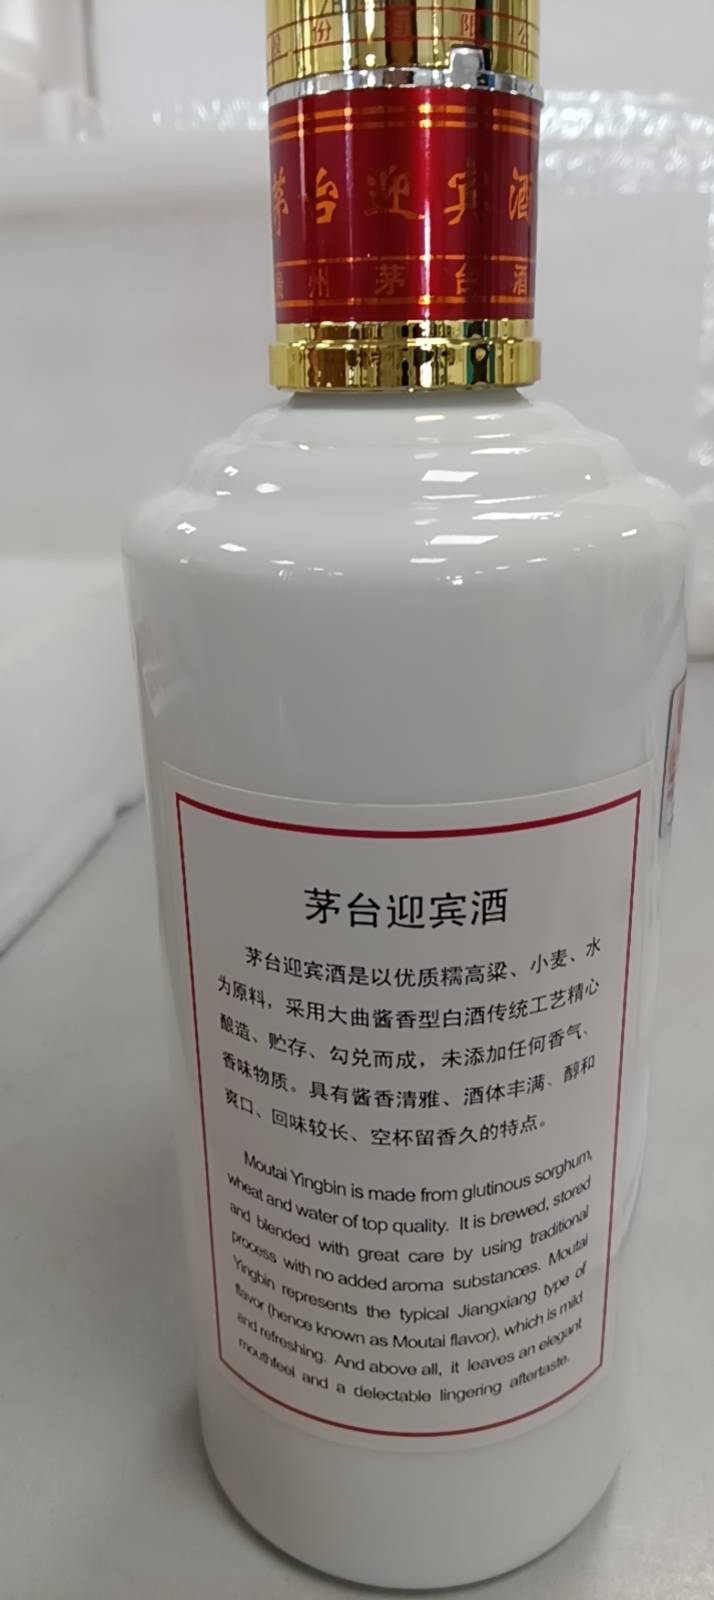 股份有限公
茅台迎宾酒
贵州茅台酒
茅台迎宾酒
茅台迎宾酒是以优质糯高粱、小麦、水
为原料，采用大曲酱香型白酒传统工艺精心
酿造、贮存、勾兑而成，未添加任何香气、
香味物质。具有酱香清雅、酒体丰满、醇和
爽口、回味较长、空杯留香久的特点。
Moutai Yingbin is made from glutinous sorghum,
wheat and water of top quality. It is brewed, stored
and blended with great care by using traditional
process with no added aroma substances. Moutai
Yingbin represents the typical Jiangxiang type of
flavor (hence known as Moutai flavor), which is mild
and refreshing. And above all, it leaves an elegant
mouthfeel and a delectable lingering aftertaste.